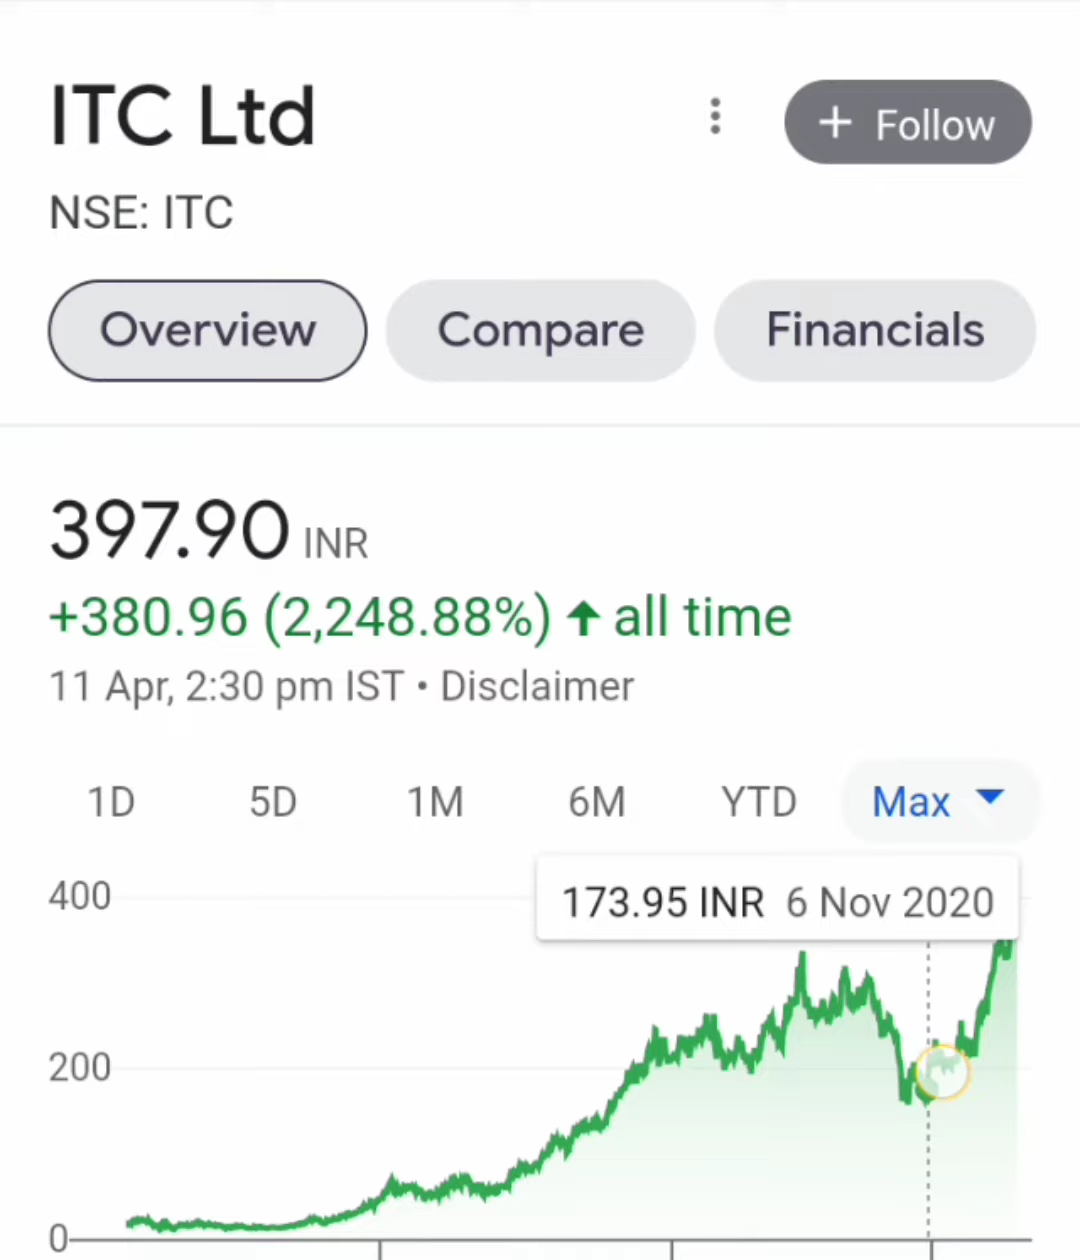 ITC Ltd
+ Follow
NSE: ITC
Overview
Compare
Financials
397.90 INR
+380.96 (2,248.88%) ↑ all time
11 Apr, 2:30 pm IST • Disclaimer
1D 5D 1M 6M YTD Max
173.95 INR 6 Nov 2020
400
200
0